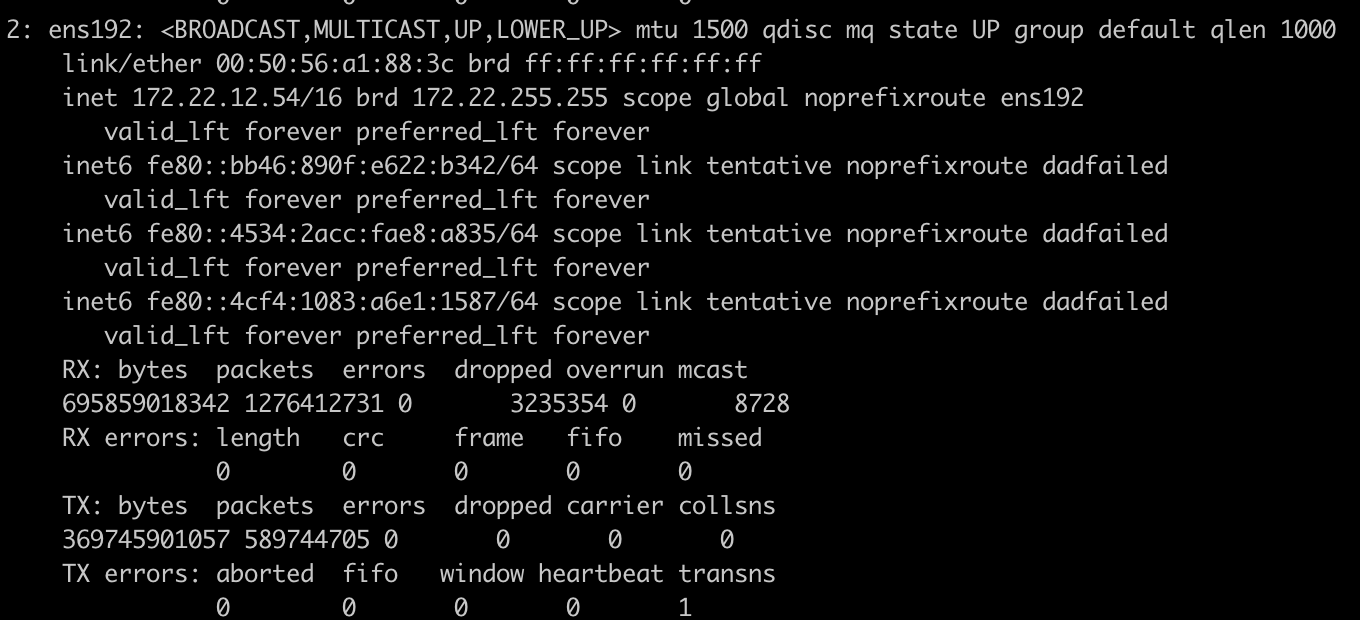 2: ens192: <BROADCAST,MULTICAST,UP,LOWER_UP> mtu 1500 qdisc mq state UP group default qlen 1000
    link/ether 00:50:56:a1:88:3c brd ff:ff:ff:ff:ff:ff
    inet 172.22.12.54/16 brd 172.22.255.255 scope global noprefixroute ens192
       valid_lft forever preferred_lft forever
    inet6 fe80::bb46:890f:e622:b342/64 scope link tentative noprefixroute dadfailed
       valid_lft forever preferred_lft forever
    inet6 fe80::4534:2acc:fae8:a835/64 scope link tentative noprefixroute dadfailed
       valid_lft forever preferred_lft forever
    inet6 fe80::4cf4:1083:a6e1:1587/64 scope link tentative noprefixroute dadfailed
       valid_lft forever preferred_lft forever
    RX: bytes  packets  errors  dropped overrun mcast
    695859018342 1276412731 0       3235354 0       8728
    RX errors: length   crc     frame   fifo    missed
               0        0       0       0       0
    TX: bytes  packets  errors  dropped carrier collsns
    369745901057 589744705 0       0       0       0
    TX errors: aborted  fifo   window heartbeat transns
               0        0       0       0       1